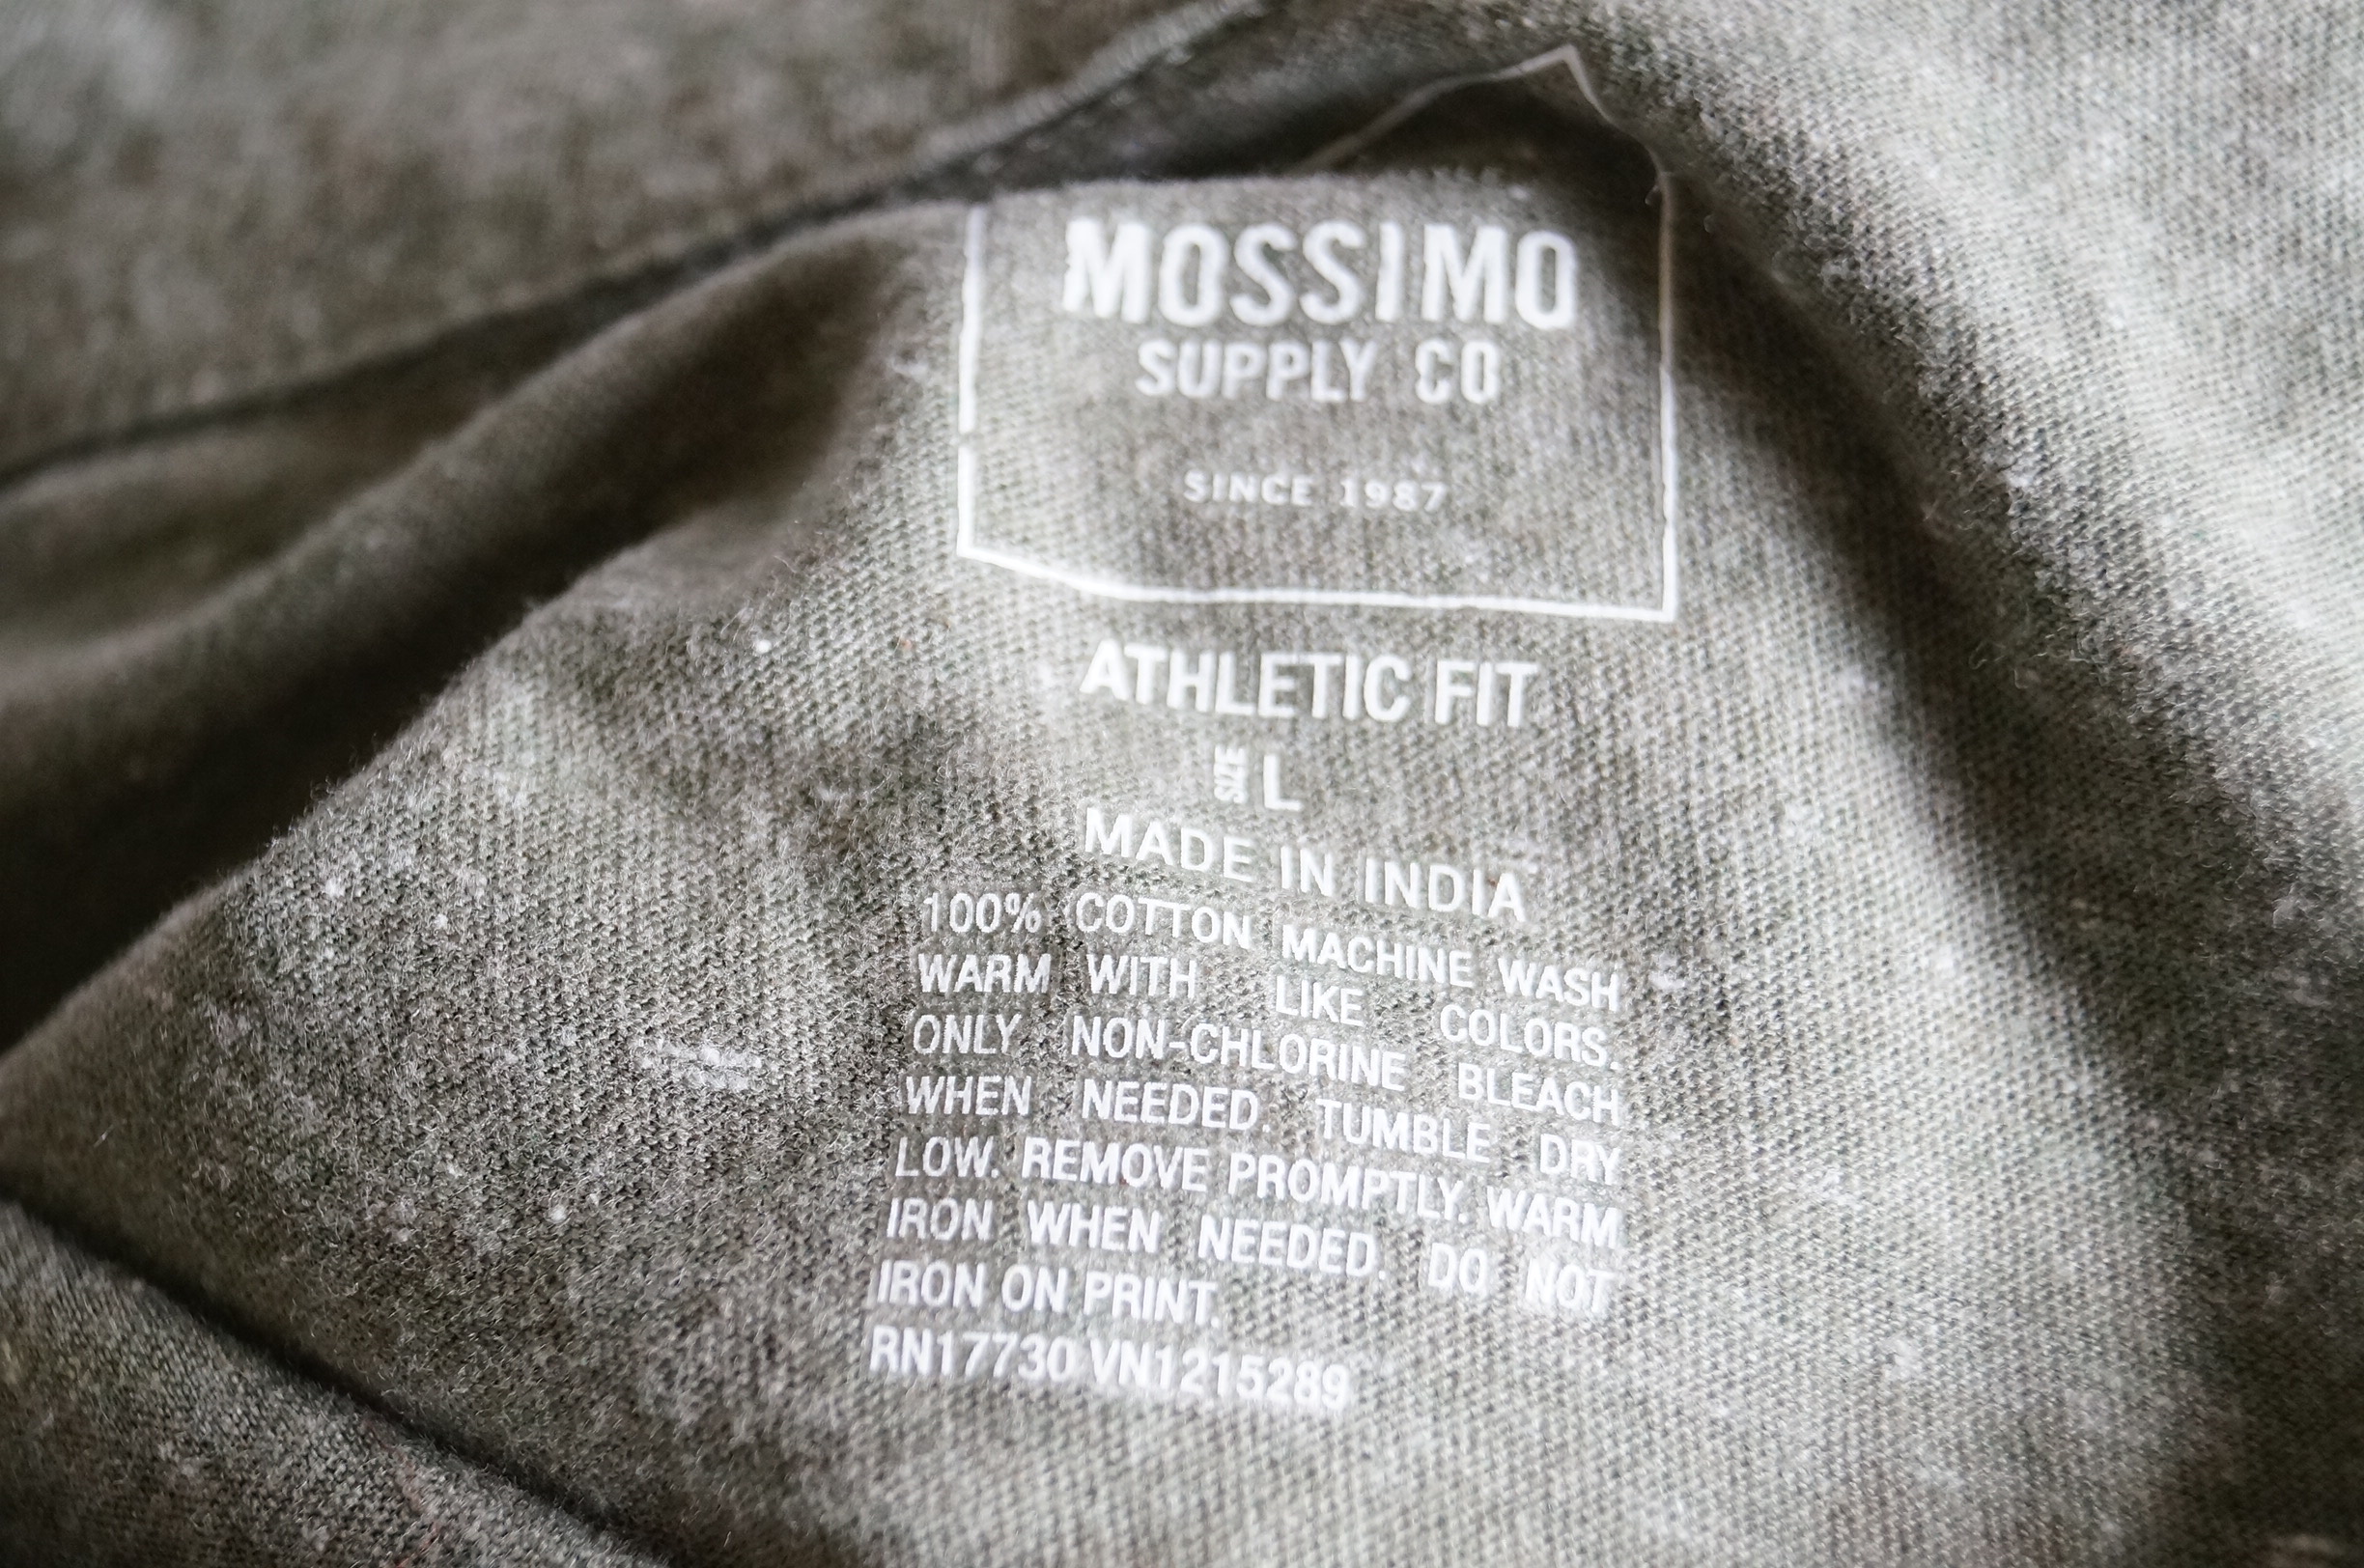 MOSSIMO
SUPPLY CO
SINCE 1987
ATHLETIC FIT
SIZE L
MADE IN INDIA
100% COTTON MACHINE WASH
WARM WITH LIKE COLORS.
ONLY NON-CHLORINE BLEACH
WHEN NEEDED. TUMBLE DRY
LOW. REMOVE PROMPTLY. WARM
IRON WHEN NEEDED. DO NOT
IRON ON PRINT.
RN17730 VN1215289